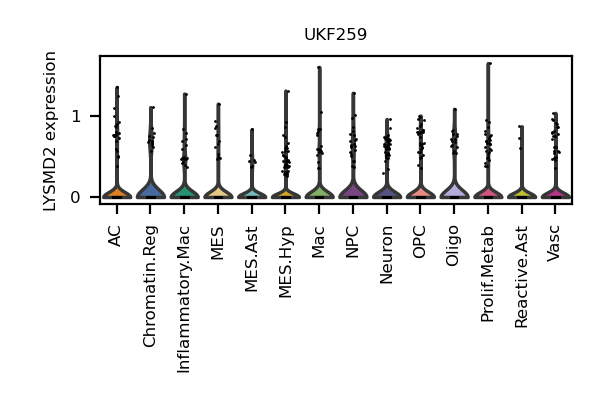 UKF259
LYSMD2 expression
1
0
AC
Chromatin.Reg
Inflammatory.Mac
MES
MES.Ast
MES.Hyp
Mac
NPC
Neuron
OPC
Oligo
Prolif.Metab
Reactive.Ast
Vasc